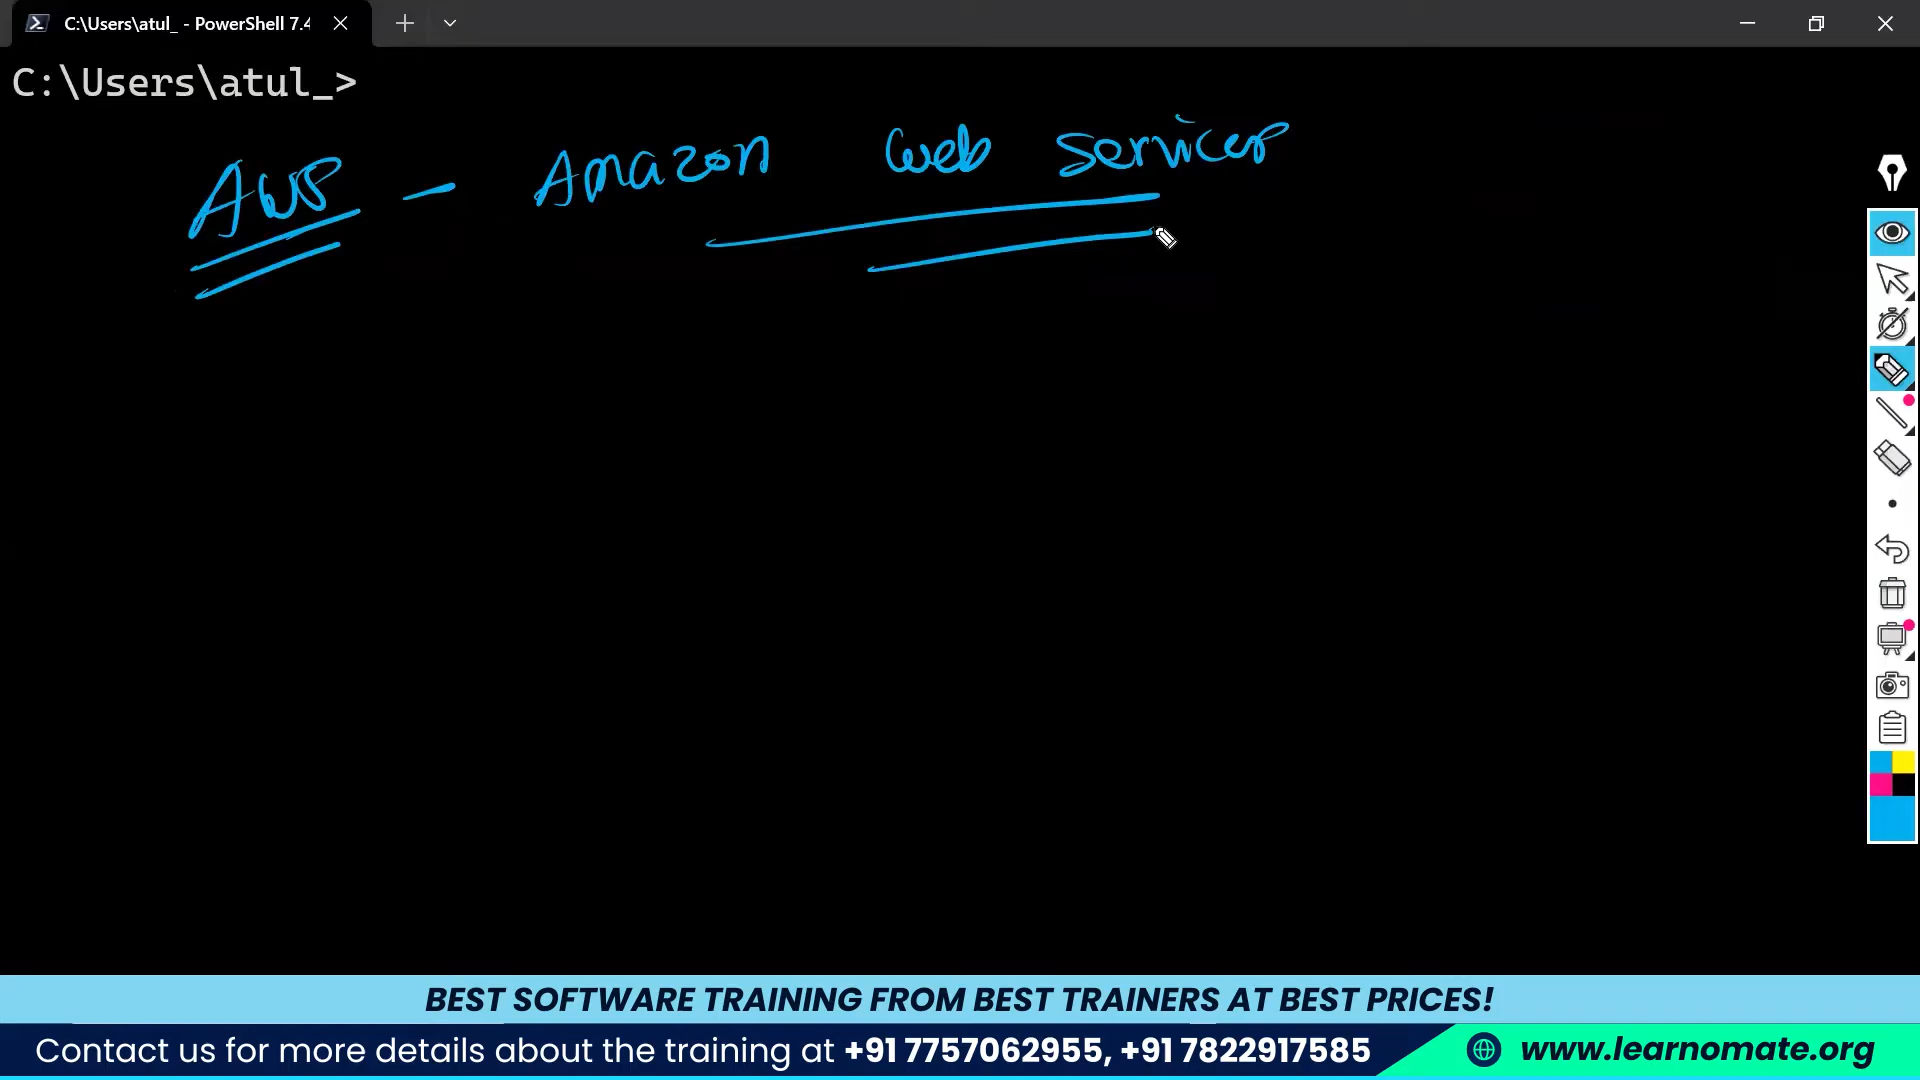 C:\Users\atul_ - PowerShell 7.4
C:\Users\atul_>
AWS - Amazon Web Services
BEST SOFTWARE TRAINING FROM BEST TRAINERS AT BEST PRICES!
Contact us for more details about the training at +91 7757062955, +91 7822917585
www.learnomate.org